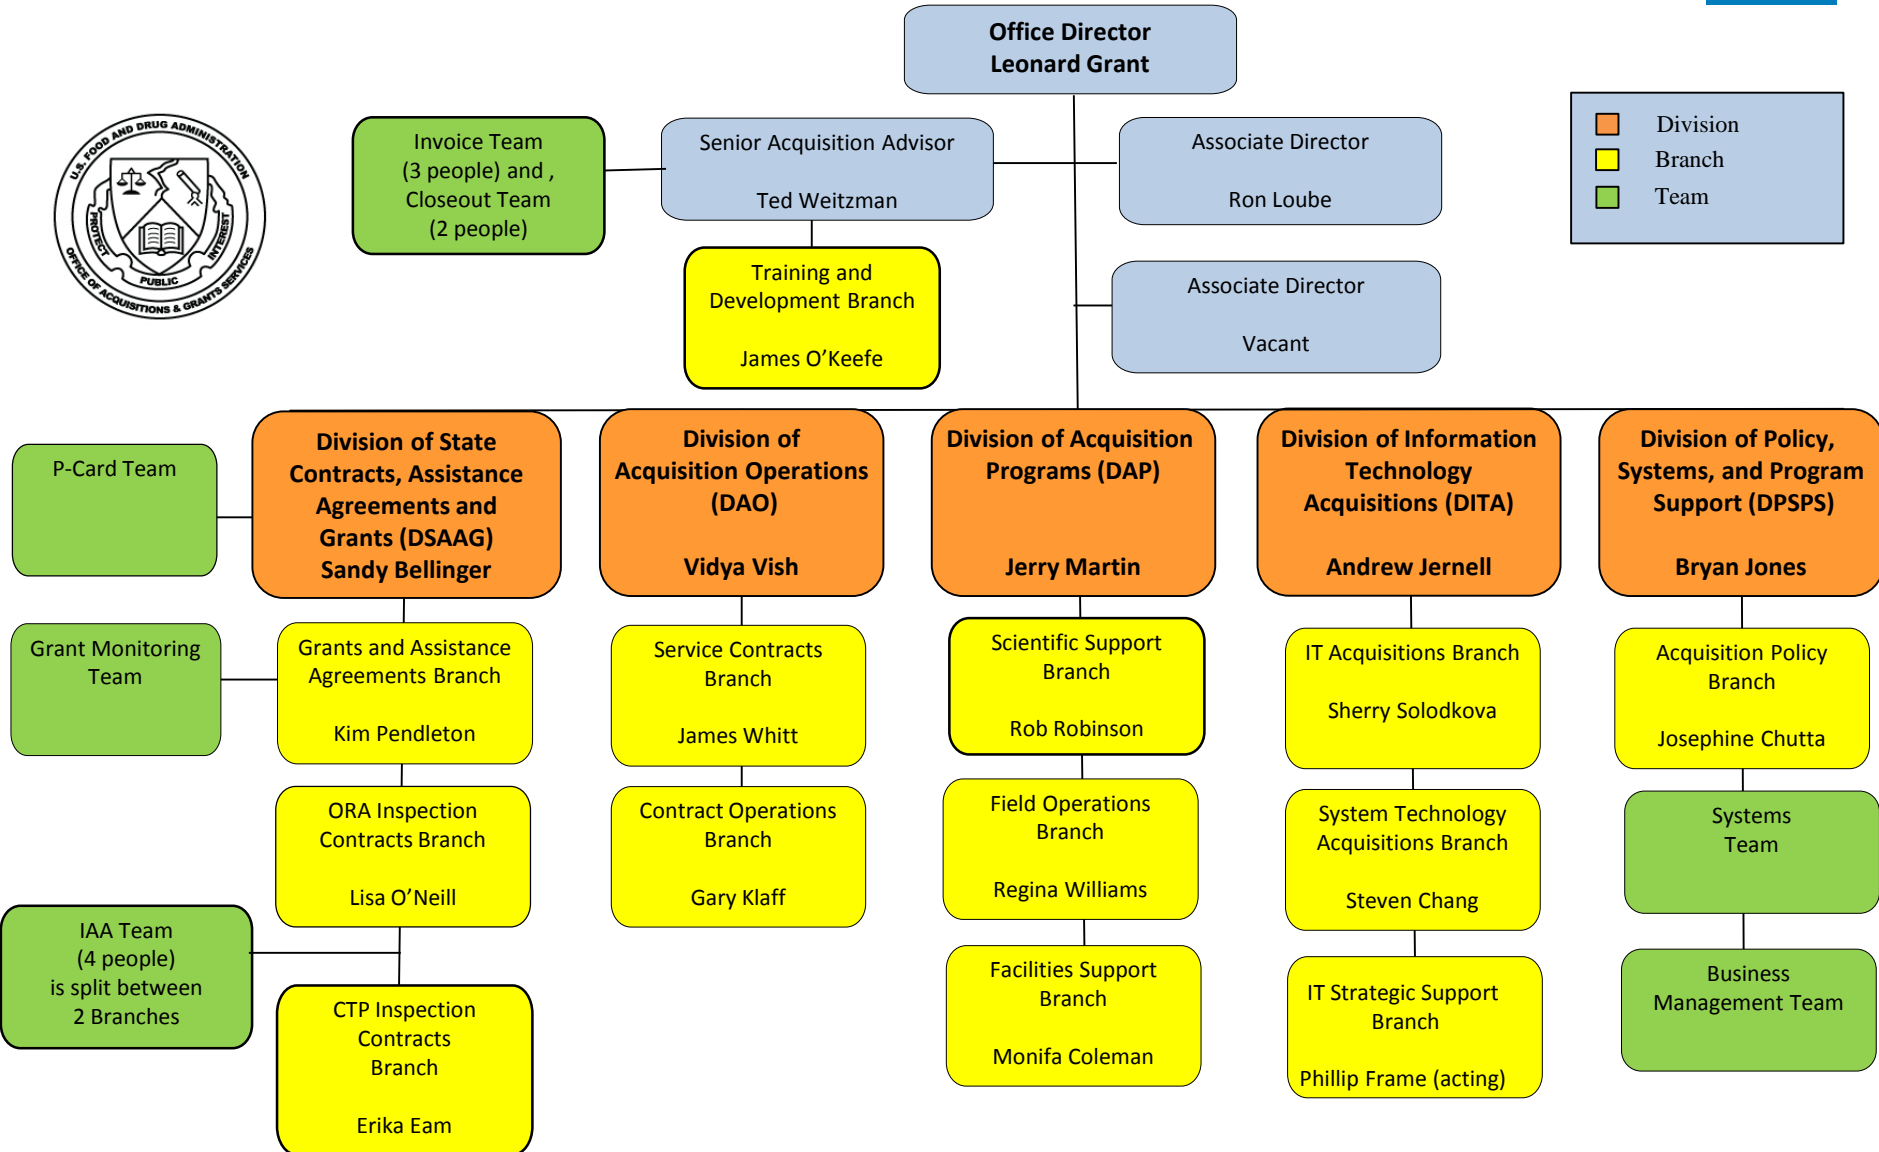 Office Director
Leonard Grant
U.S. FOOD AND DRUG ADMINISTRATION
PROTECT
PUBLIC
INTEREST
OFFICE OF ACQUISITIONS & GRANTS SERVICES
Invoice Team
(3 people) and ,
Closeout Team
(2 people)
Senior Acquisition Advisor
Ted Weitzman
Associate Director
Ron Loube
Division
Branch
Team
Training and
Development Branch
James O’Keefe
Associate Director
Vacant
P-Card Team
Division of State
Contracts, Assistance
Agreements and
Grants (DSAAG)
Sandy Bellinger
Division of
Acquisition Operations
(DAO)
Vidya Vish
Division of Acquisition
Programs (DAP)
Jerry Martin
Division of Information
Technology
Acquisitions (DITA)
Andrew Jernell
Division of Policy,
Systems, and Program
Support (DPSPS)
Bryan Jones
Grant Monitoring
Team
Grants and Assistance
Agreements Branch
Kim Pendleton
Service Contracts
Branch
James Whitt
Scientific Support
Branch
Rob Robinson
IT Acquisitions Branch
Sherry Solodkova
Acquisition Policy
Branch
Josephine Chutta
ORA Inspection
Contracts Branch
Lisa O’Neill
Contract Operations
Branch
Gary Klaff
Field Operations
Branch
Regina Williams
System Technology
Acquisitions Branch
Steven Chang
Systems
Team
IAA Team
(4 people)
is split between
2 Branches
CTP Inspection
Contracts
Branch
Erika Eam
Facilities Support
Branch
Monifa Coleman
IT Strategic Support
Branch
Phillip Frame (acting)
Business
Management Team